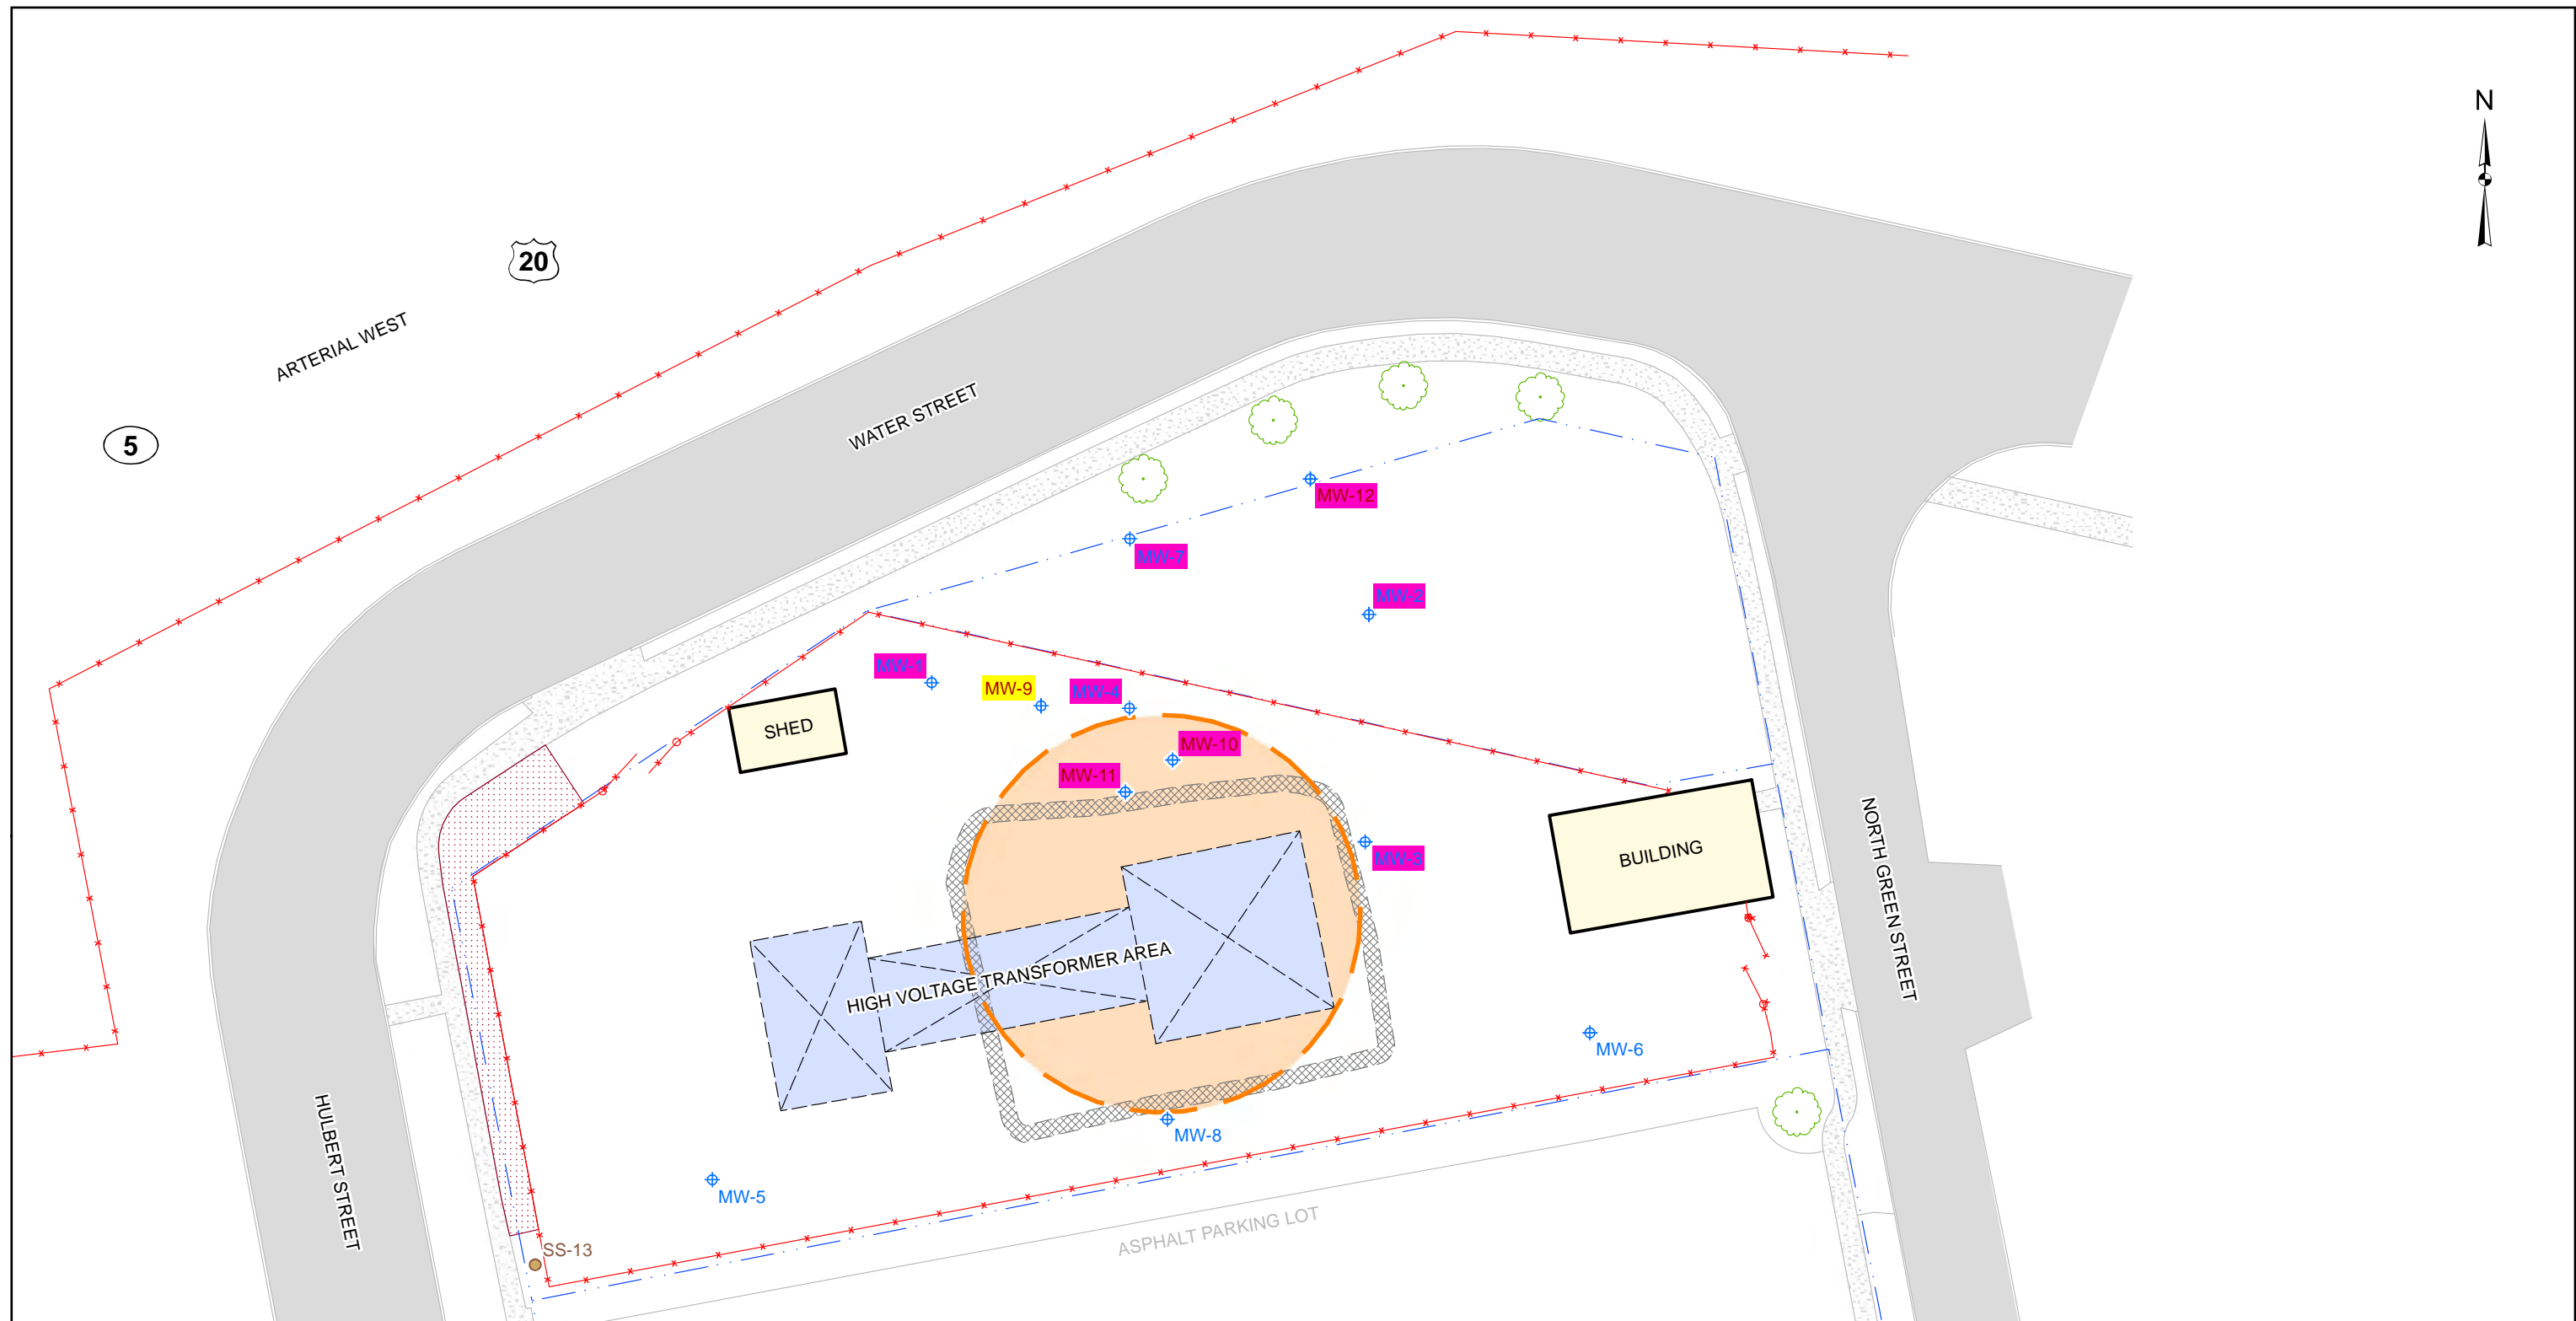 N
20
ARTERIAL WEST
5
WATER STREET
MW-12
MW-7
MW-2
MW-1
MW-9
MW-4
SHED
MW-10
MW-11
MW-3
BUILDING
NORTH GREEN STREET
HIGH VOLTAGE TRANSFORMER AREA
MW-6
HULBERT STREET
MW-8
MW-5
ASPHALT PARKING LOT
SS-13